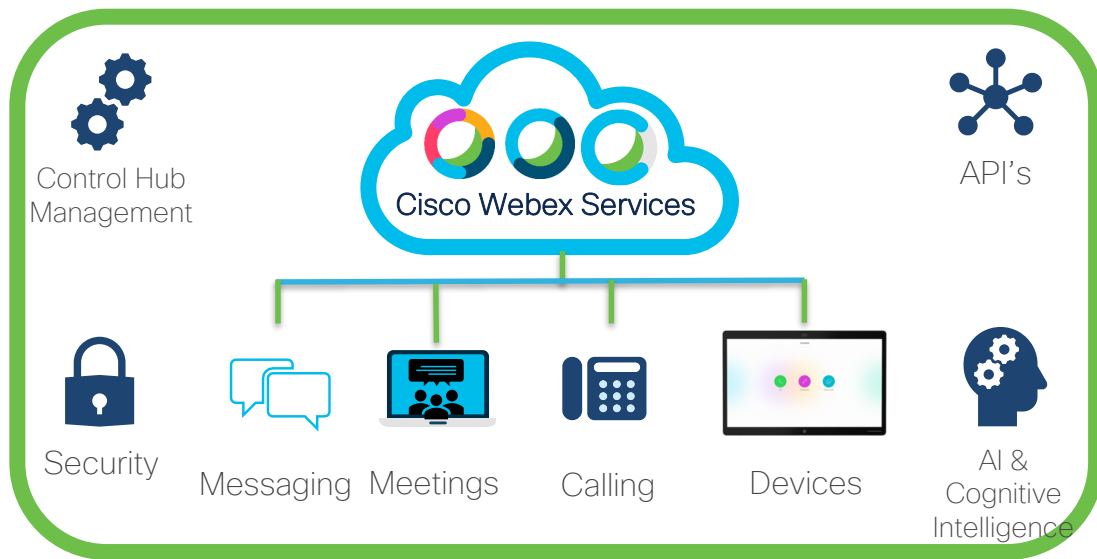 Control Hub
Management
Cisco Webex Services
API's
Security
Messaging
Meetings
Calling
Devices
AI &
Cognitive
Intelligence